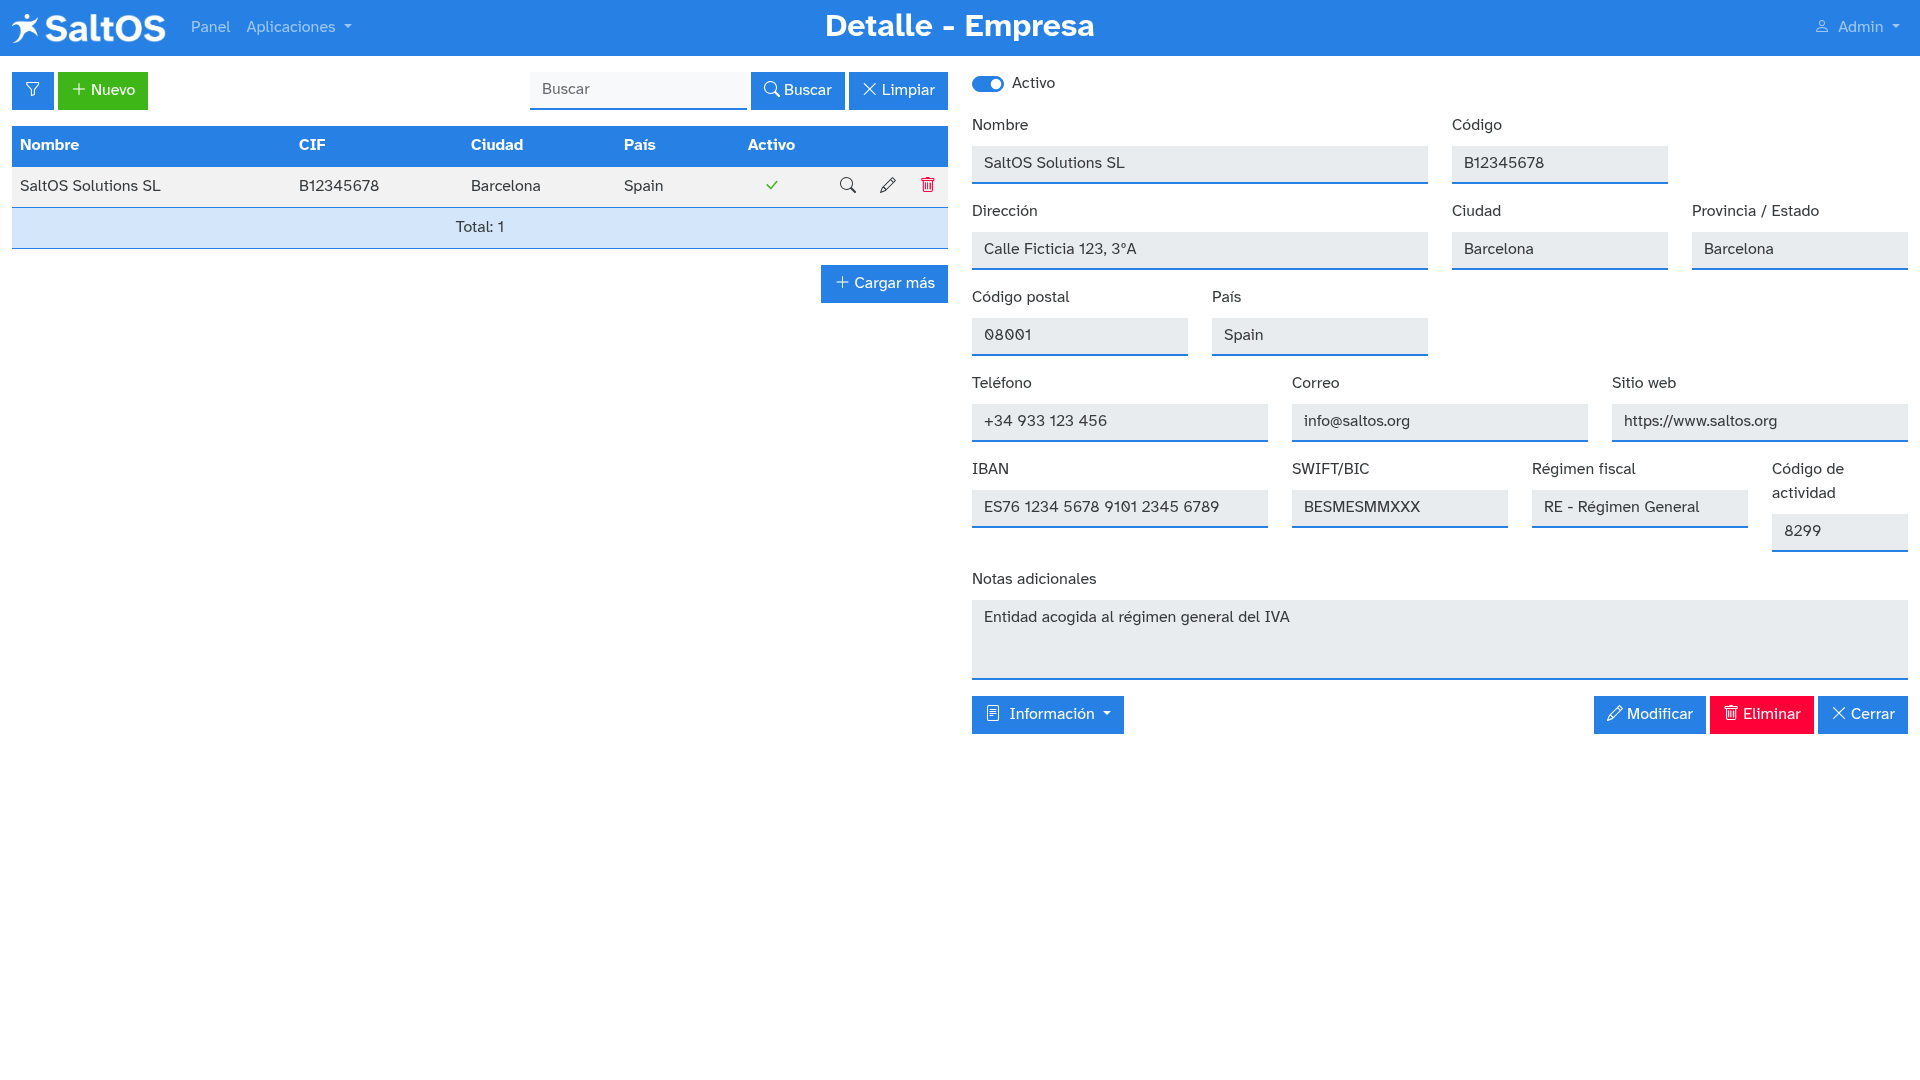 SaltOS Panel Aplicaciones Detalle - Empresa Admin
Nuevo Buscar Buscar Limpiar
Nombre CIF Ciudad País Activo
SaltOS Solutions SL B12345678 Barcelona Spain
Total: 1
Cargar más
Activo
Nombre Código
SaltOS Solutions SL B12345678
Dirección Ciudad Provincia / Estado
Calle Ficticia 123, 3°A Barcelona Barcelona
Código postal País
08001 Spain
Teléfono Correo Sitio web
+34 933 123 456 info@saltos.org https://www.saltos.org
IBAN SWIFT/BIC Régimen fiscal Código de
actividad
ES76 1234 5678 9101 2345 6789 BESMESMMXXX RE - Régimen General
8299
Notas adicionales
Entidad acogida al régimen general del IVA
Información Modificar Eliminar Cerrar